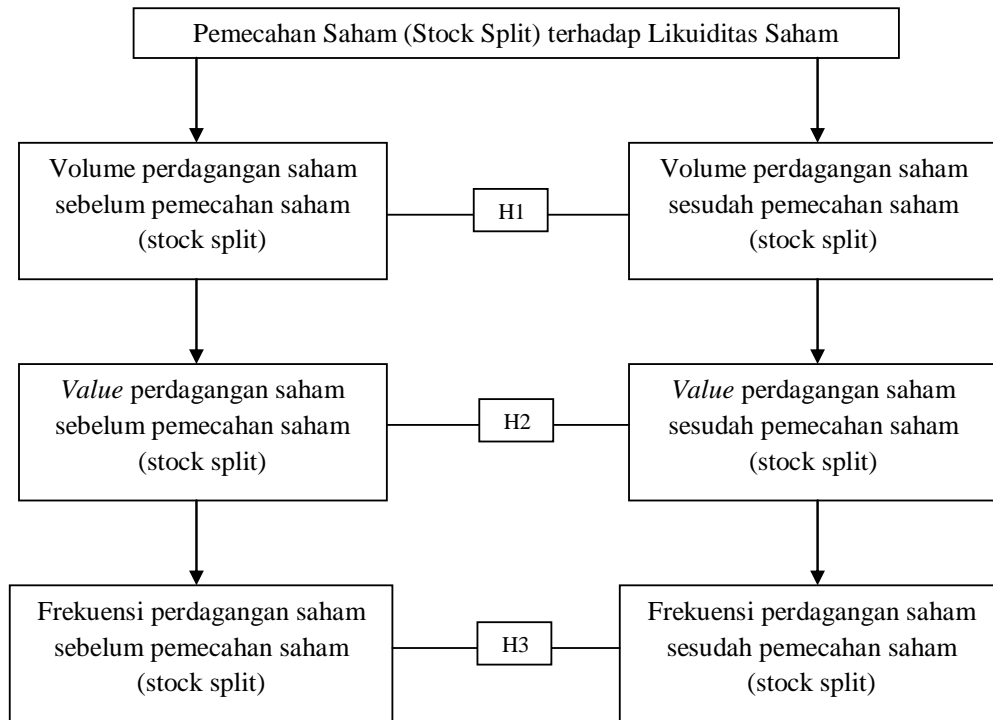 Pemecahan Saham (Stock Split) terhadap Likuiditas Saham
Volume perdagangan saham
sebelum pemecahan saham
(stock split)
H1
Volume perdagangan saham
sesudah pemecahan saham
(stock split)
Value perdagangan saham
sebelum pemecahan saham
(stock split)
H2
Value perdagangan saham
sesudah pemecahan saham
(stock split)
Frekuensi perdagangan saham
sebelum pemecahan saham
(stock split)
H3
Frekuensi perdagangan saham
sesudah pemecahan saham
(stock split)